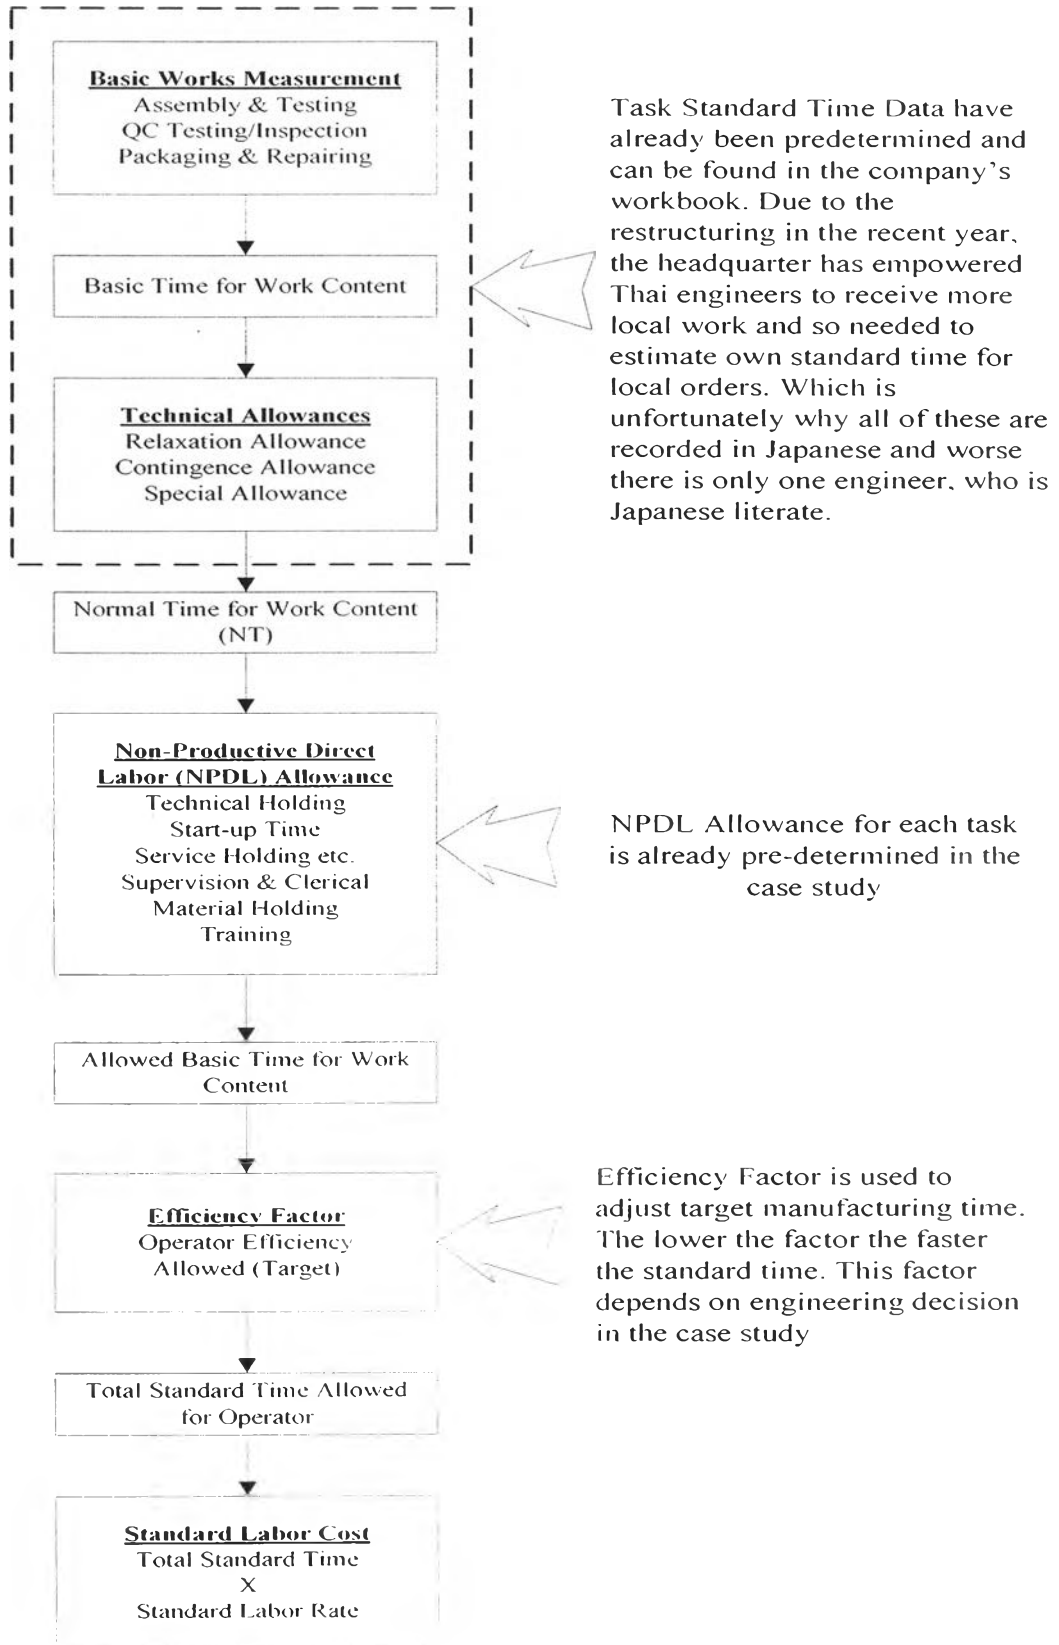 Basic Works Measurement
Assembly & Testing
QC Testing/Inspection
Packaging & Repairing
Basic Time for Work Content
Technical Allowances
Relaxation Allowance
Contingence Allowance
Special Allowance
Task Standard Time Data have
already been predetermined and
can be found in the company's
workbook. Due to the
restructuring in the recent year,
the headquarter has empowered
Thai engineers to receive more
local work and so needed to
estimate own standard time for
local orders. Which is
unfortunately why all of these are
recorded in Japanese and worse
there is only one engineer, who is
Japanese literate.
Normal Time for Work Content
(NT)
Non-Productive Direct
Labor (NPDL) Allowance
Technical Holding
Start-up Time
Service Holding etc.
Supervision & Clerical
Material Holding
Training
NPDL Allowance for each task
is already pre-determined in the
case study
Allowed Basic Time for Work
Content
Efficiency Factor
Operator Efficiency
Allowed (Target)
Efficiency Factor is used to
adjust target manufacturing time.
The lower the factor the faster
the standard time. This factor
depends on engineering decision
in the case study
Total Standard Time Allowed
for Operator
Standard Labor Cost
Total Standard Time
X
Standard Labor Rate